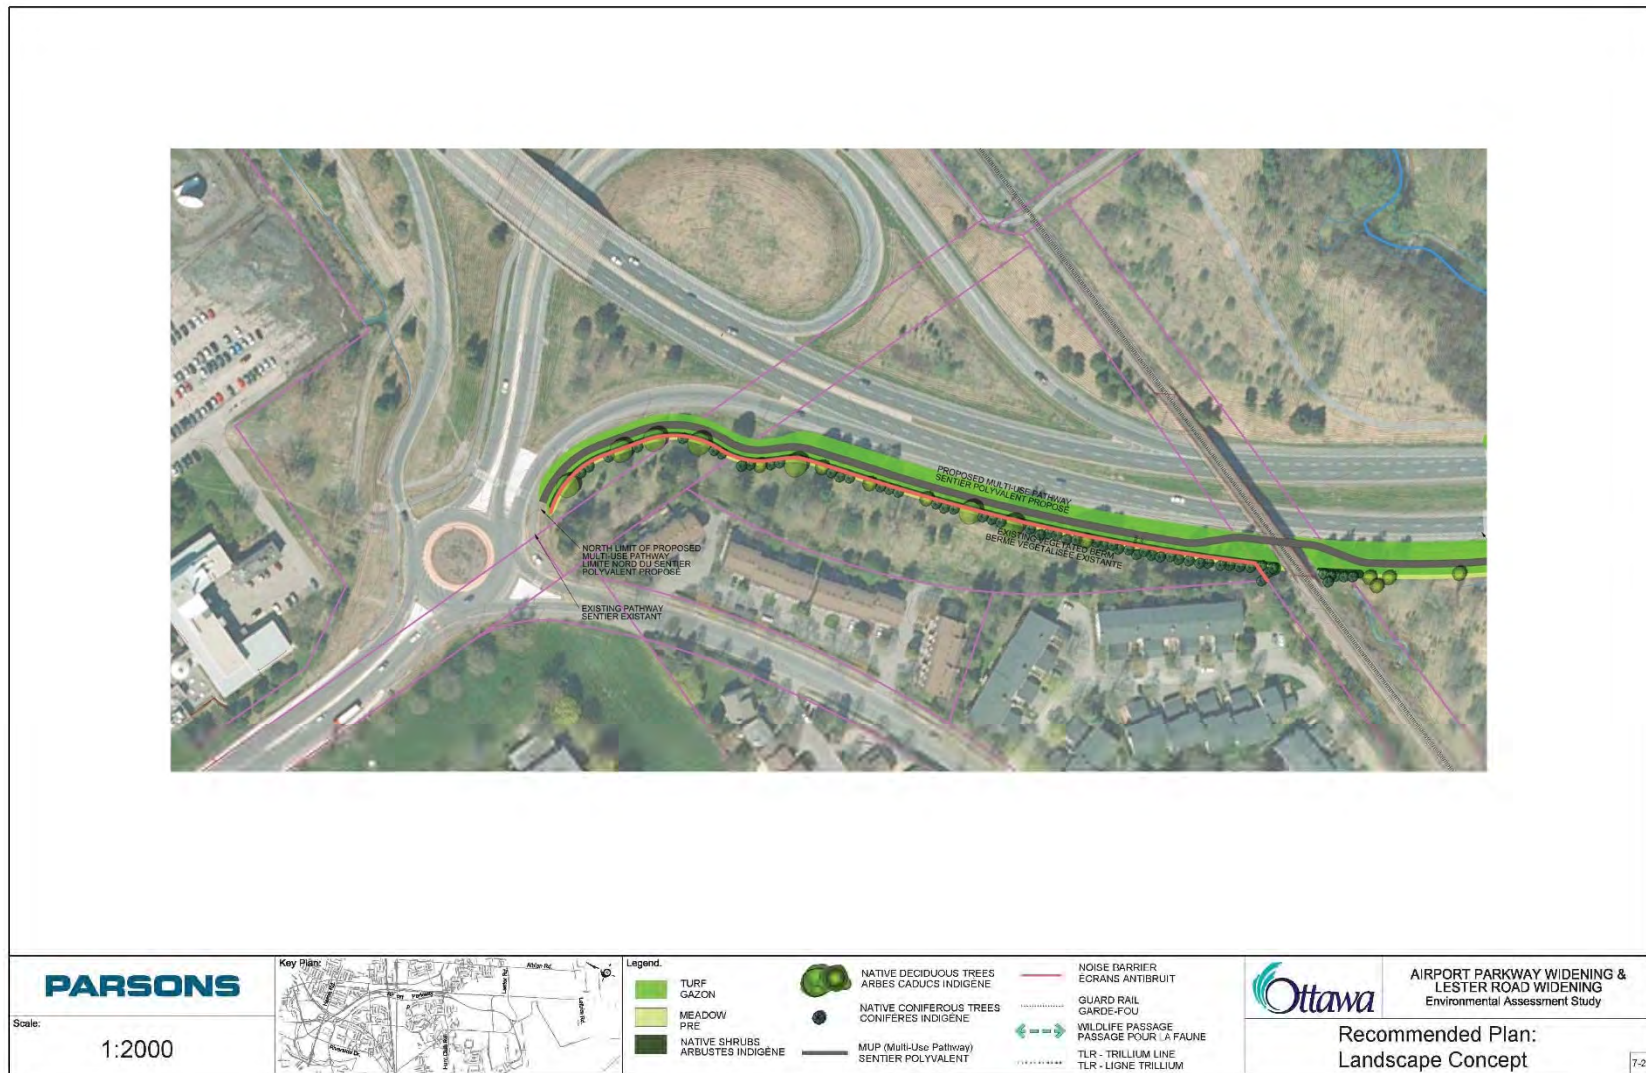 PROPOSED MULTI-USE PATHWAY
SENTIER POLYVALENT PROPOSÉ
EXISTING VEGETATED BERM
BERME VÉGÉTALISÉE EXISTANTE
NORTH LIMIT OF PROPOSED
MULTI-USE PATHWAY
LIMITE NORD DU SENTIER
POLYVALENT PROPOSÉ
EXISTING PATHWAY
SENTIER EXISTANT
PARSONS
Scale:
1:2000
Key Plan:
Riverside Dr.
Legend.
TURF
GAZON
MEADOW
PRE
NATIVE SHRUBS
ARBUSTES INDIGÈNE
NATIVE DECIDUOUS TREES
ARBES CADUCS INDIGÈNE
NATIVE CONIFEROUS TREES
CONIFÈRES INDIGÈNE
MUP (Multi-Use Pathway)
SENTIER POLYVALENT
NOISE BARRIER
ÉCRANS ANTIBRUIT
GUARD RAIL
GARDE-FOU
WILDLIFE PASSAGE
PASSAGE POUR LA FAUNE
TLR - TRILLIUM LINE
TLR - LIGNE TRILLIUM
Ottawa
AIRPORT PARKWAY WIDENING &
LESTER ROAD WIDENING
Environmental Assessment Study
Recommended Plan:
Landscape Concept